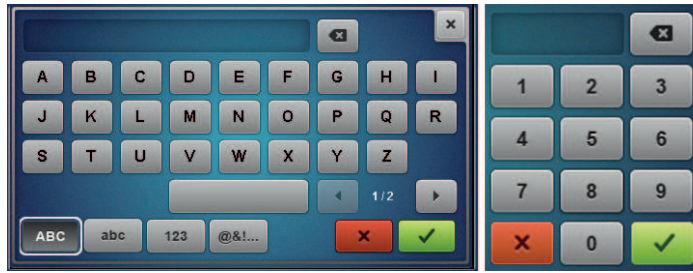 A B C D E F G H I
J K L M N O P Q R
S T U V W X Y Z
1/2
ABC abc 123 @&!...
1 2 3
4 5 6
7 8 9
0